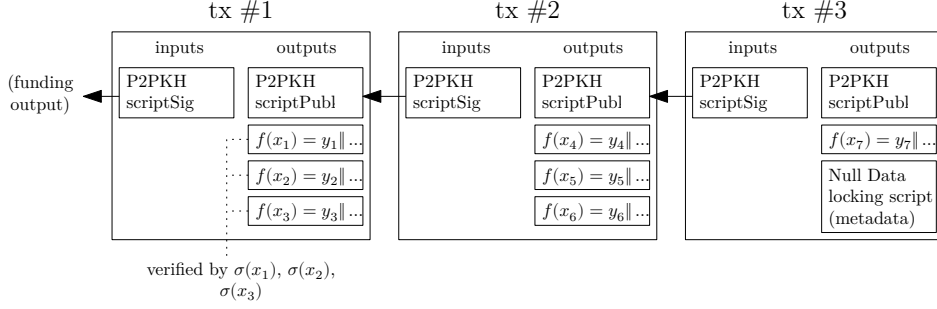 tx #1
tx #2
tx #3
inputs
outputs
inputs
outputs
inputs
outputs
(funding
output)
P2PKH
scriptSig
P2PKH
scriptPubl
P2PKH
scriptSig
P2PKH
scriptPubl
P2PKH
scriptSig
P2PKH
scriptPubl
f(x₁) = y₁∥ ...
f(x₂) = y₂∥ ...
f(x₃) = y₃∥ ...
f(x₄) = y₄∥ ...
f(x₅) = y₅∥ ...
f(x₆) = y₆∥ ...
f(x₇) = y₇∥ ...
Null Data
locking script
(metadata)
verified by σ(x₁), σ(x₂),
σ(x₃)